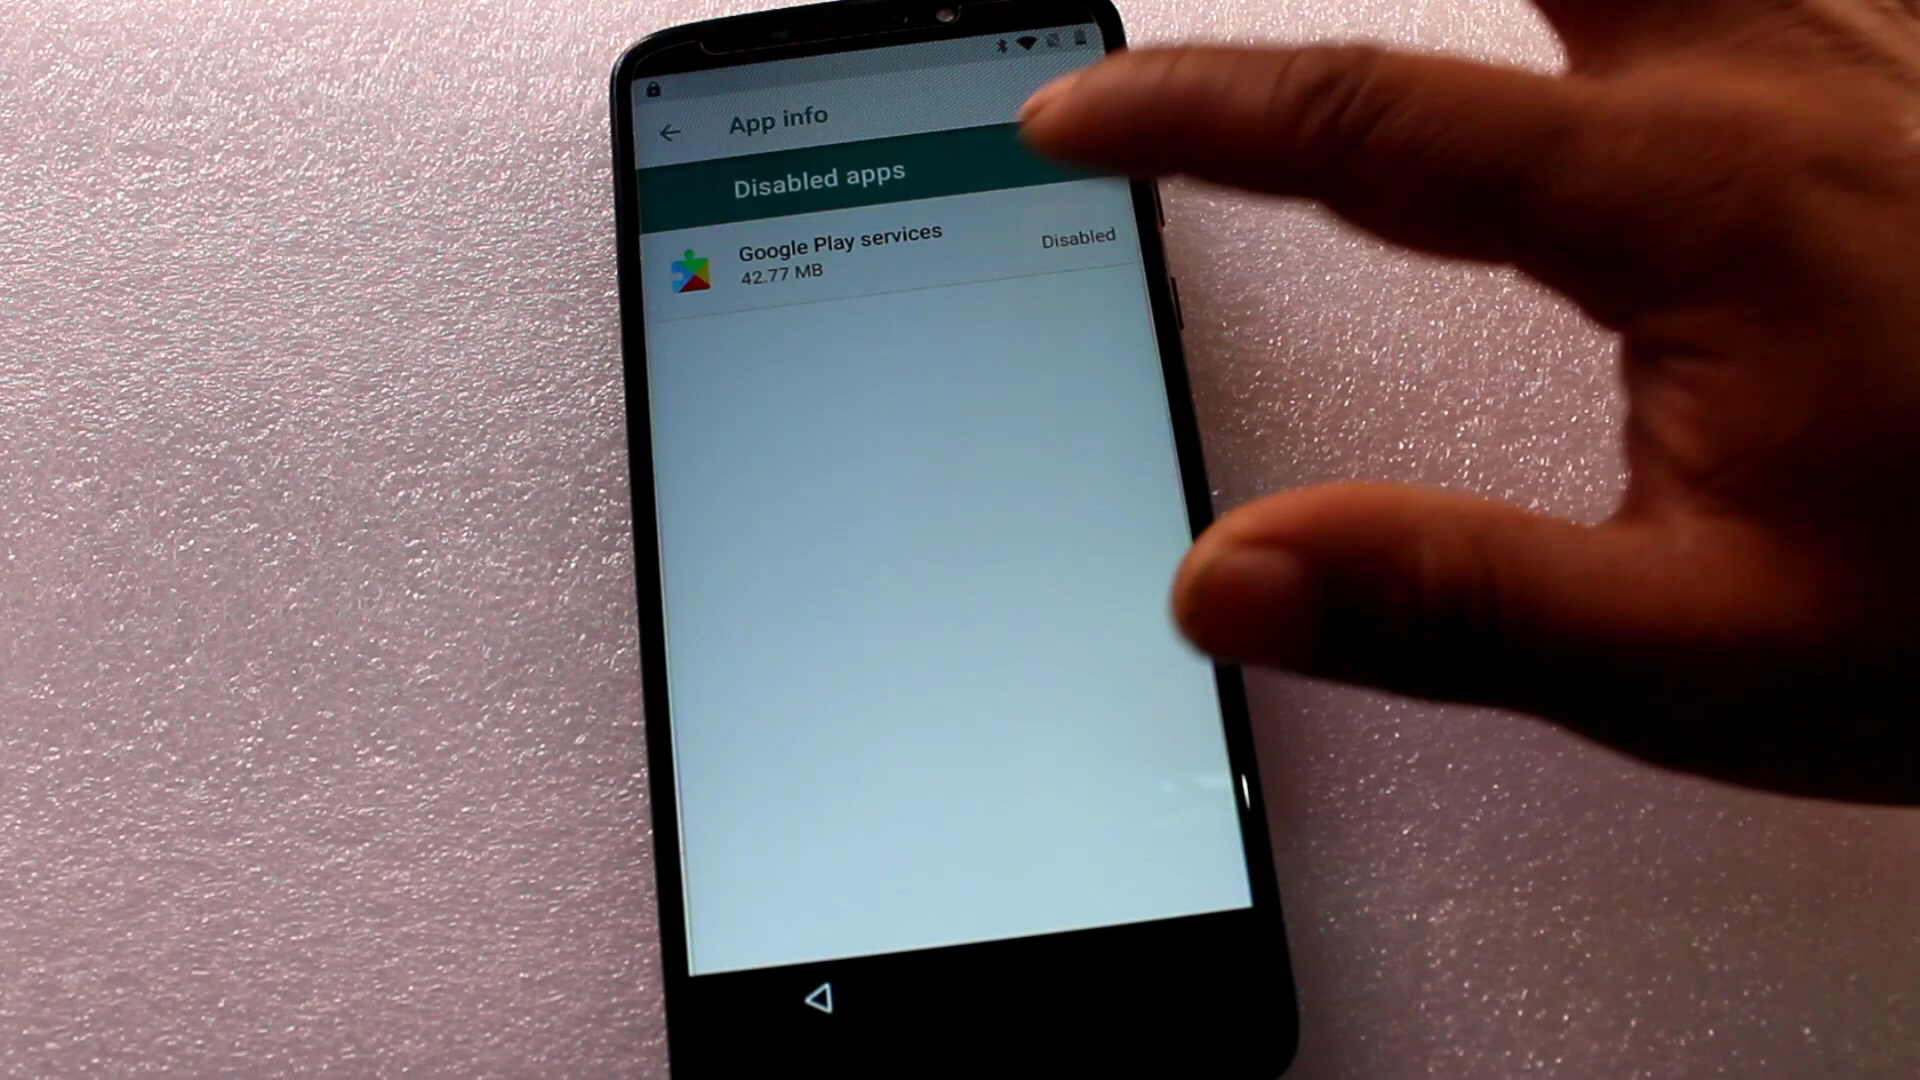 App info
Disabled apps
Google Play services
Disabled
42.77 MB